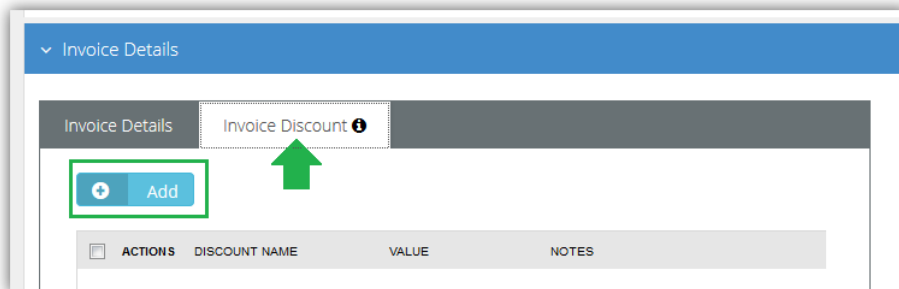 Invoice Details
Invoice Details Invoice Discount
Add
ACTIONS DISCOUNT NAME VALUE NOTES